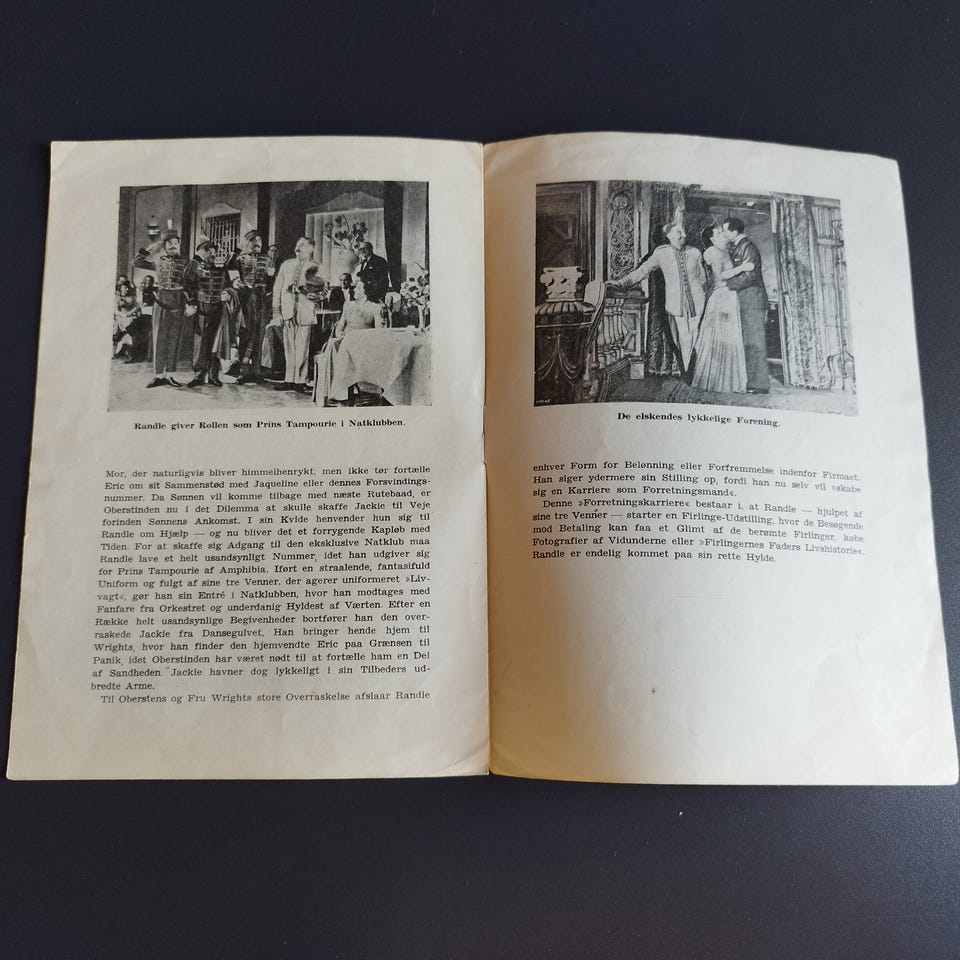 Randle giver Rollen som Prins Tampourie i Natklubben.
Mor, der naturligvis bliver himmelhenrykt, men ikke tør fortælle
Eric om sit Sammenstød med Jaqueline eller dennes Forsvindings-
nummer. Da Sønnen vil komme tilbage med næste Rutebaad, er
Oberstinden nu i det Dilemma at skulle skaffe Jackie til Veje
forinden Sønnens Ankomst. I sin Kvide henvender hun sig til
Randle om Hjælp — og nu bliver det et forrygende Kapløb med
Tiden. For at skaffe sig Adgang til den eksklusive Natklub maa
Randle lave et helt usandsynligt Nummer, idet han udgiver sig
for Prins Tampourie af Amphibia. Iført en straalende, fantasifuld
Uniform og fulgt af sine tre Venner, der agerer uniformeret »Liv-
vagt«, gør han sin Entré i Natklubben, hvor han modtages med
Fanfare fra Orkestret og underdanig Hyldest af Værten. Efter en
Række helt usandsynlige Begivenheder bortfører han den over-
raskede Jackie fra Dansegulvet. Han bringer hende hjem til
Wrights, hvor han finder den hjemvendte Eric paa Grænsen til
Panik, idet Oberstinden har været nødt til at fortælle ham en Del
af Sandheden. Jackie havner dog lykkeligt i sin Tilbeders ud-
bredte Arme.
Til Oberstens og Fru Wrights store Overraskelse afslaar Randle
De elskendes lykkelige Forening.
enhver Form for Belønning eller Forfremmelse indenfor Firmaet.
Han siger ydermere sin Stilling op, fordi han nu selv vil »skabe
sig en Karriere som Forretningsmand«.
Denne »Forretningskarriere« bestaar i, at Randle — hjulpet af
sine tre Venner — starter en Firlinge-Udstilling, hvor de Besøgende
mod Betaling kan faa et Glimt af de berømte Firlinger, købe
Fotografier af Vidunderne eller »Firlingernes Faders Livshistorie«.
Randle er endelig kommet paa sin rette Hylde.